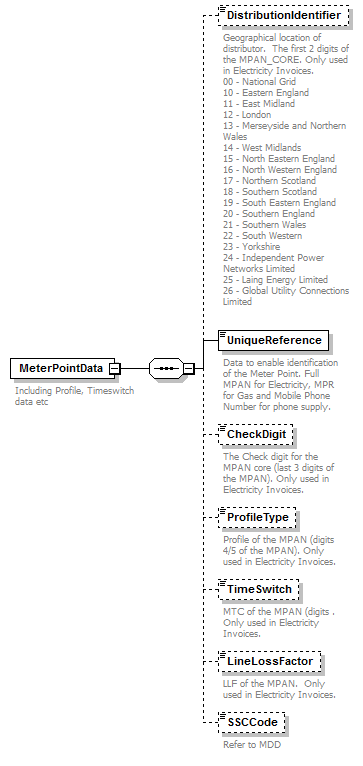 DistributionIdentifier
Geographical location of
distributor.  The first 2 digits of
the MPAN_CORE. Only used
in Electricity Invoices.
00 - National Grid
10 - Eastern England
11 - East Midland
12 - London
13 - Merseyside and Northern
Wales
14 - West Midlands
15 - North Eastern England
16 - North Western England
17 - Northern Scotland
18 - Southern Scotland
19 - South Eastern England
20 - Southern England
21 - Southern Wales
22 - South Western
23 - Yorkshire
24 - Independent Power
Networks Limited
25 - Laing Energy Limited
26 - Global Utility Connections
Limited
UniqueReference
Data to enable identification
of the Meter Point. Full
MPAN for Electricity, MPR
for Gas and Mobile Phone
Number for phone supply.
MeterPointData
Including Profile, Timeswitch
data etc
CheckDigit
The Check digit for the
MPAN core (last 3 digits of
the MPAN). Only used in
Electricity Invoices.
ProfileType
Profile of the MPAN (digits
4/5 of the MPAN). Only
used in Electricity Invoices.
TimeSwitch
MTC of the MPAN (digits .
Only used in Electricity
Invoices.
LineLossFactor
LLF of the MPAN.  Only
used in Electricity Invoices.
SSCCode
Refer to MDD